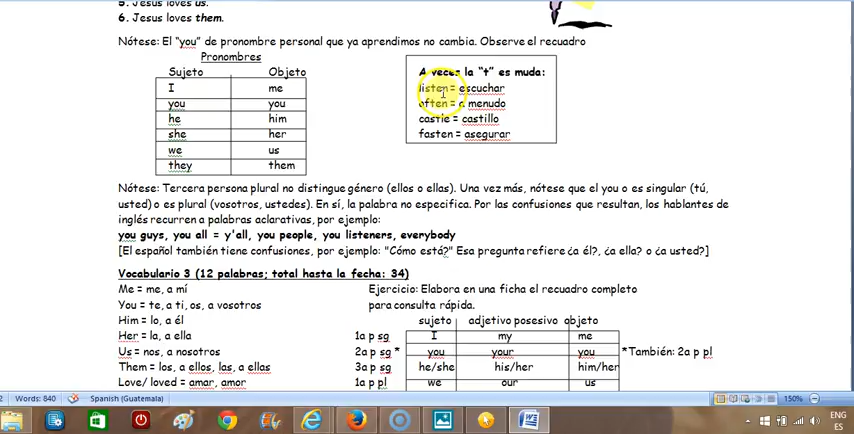 5. Jesus loves us.
6. Jesus loves them.
Nótese: El “you” de pronombre personal que ya aprendimos no cambia. Observe el recuadro
Pronombres
Sujeto Objeto
I me
you you
he him
she her
we us
they them
A veces la “t” es muda:
listen = escuchar
often = a menudo
castle = castillo
fasten = asegurar
Nótese: Tercera persona plural no distingue género (ellos o ellas). Una vez más, nótese que el you o es singular (tú,
usted) o es plural (vosotros, ustedes). En sí, la palabra no especifica. Por las confusiones que resultan, los hablantes de
inglés recurren a palabras aclarativas, por ejemplo:
you guys, you all = y'all, you people, you listeners, everybody
[El español también tiene confusiones, por ejemplo: "Cómo está?" Esa pregunta refiere ¿a él?, ¿a ella? o ¿a usted?]
Vocabulario 3 (12 palabras; total hasta la fecha: 34)
Me = me, a mí
You = te, a ti, os, a vosotros
Him = lo, a él
Her = la, a ella
Us = nos, a nosotros
Them = los, a ellos, las, a ellas
Love/ loved = amar, amor
Ejercicio: Elabora en una ficha el recuadro completo
para consulta rápida.
sujeto adjetivo posesivo objeto
1a p sg I my me
2a p sg * you your you *También: 2a p pl
3a p sg he/she his/her him/her
1a p pl we our us
2 Words: 840 Spanish (Guatemala) 150%
ENG
ES